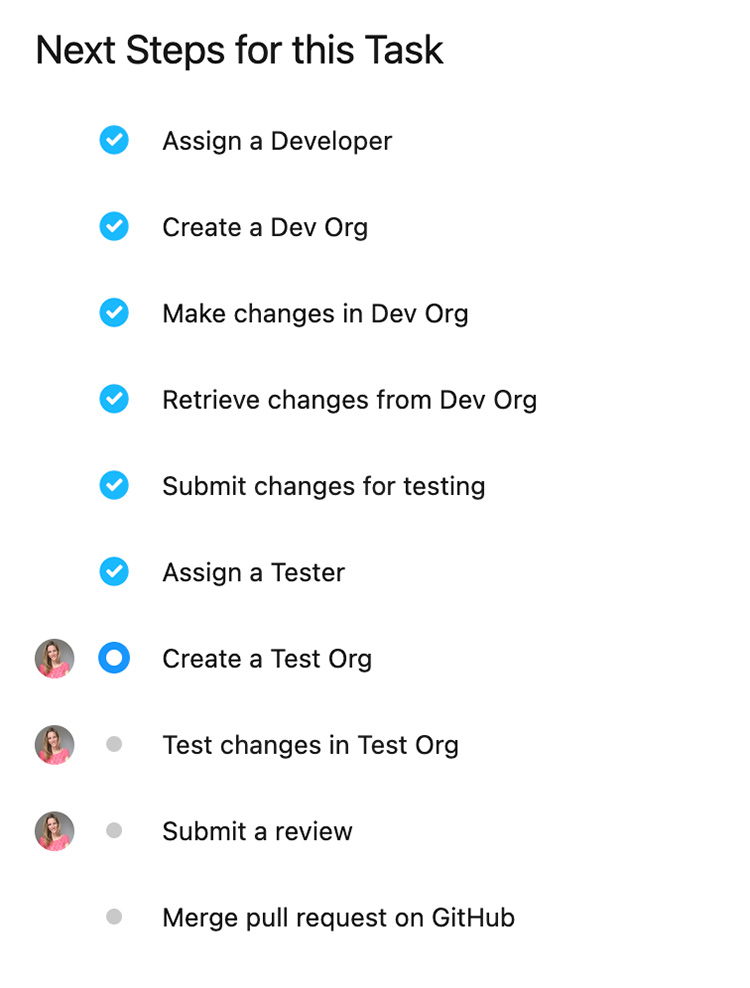 Next Steps for this Task
Assign a Developer
Create a Dev Org
Make changes in Dev Org
Retrieve changes from Dev Org
Submit changes for testing
Assign a Tester
Create a Test Org
Test changes in Test Org
Submit a review
Merge pull request on GitHub